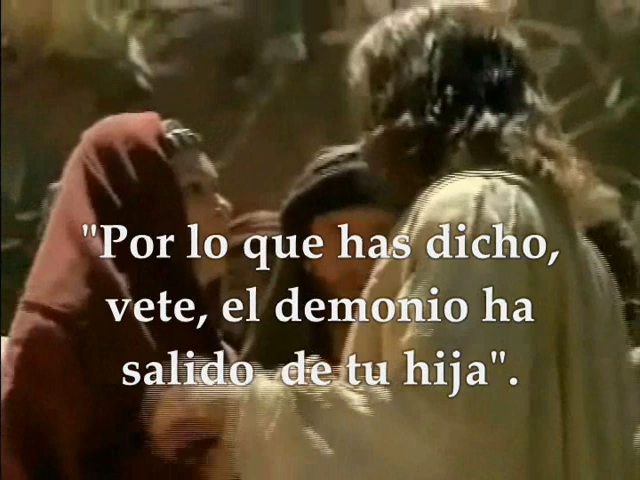 "Por lo que has dicho,
vete, el demonio ha
salido  de tu hija".